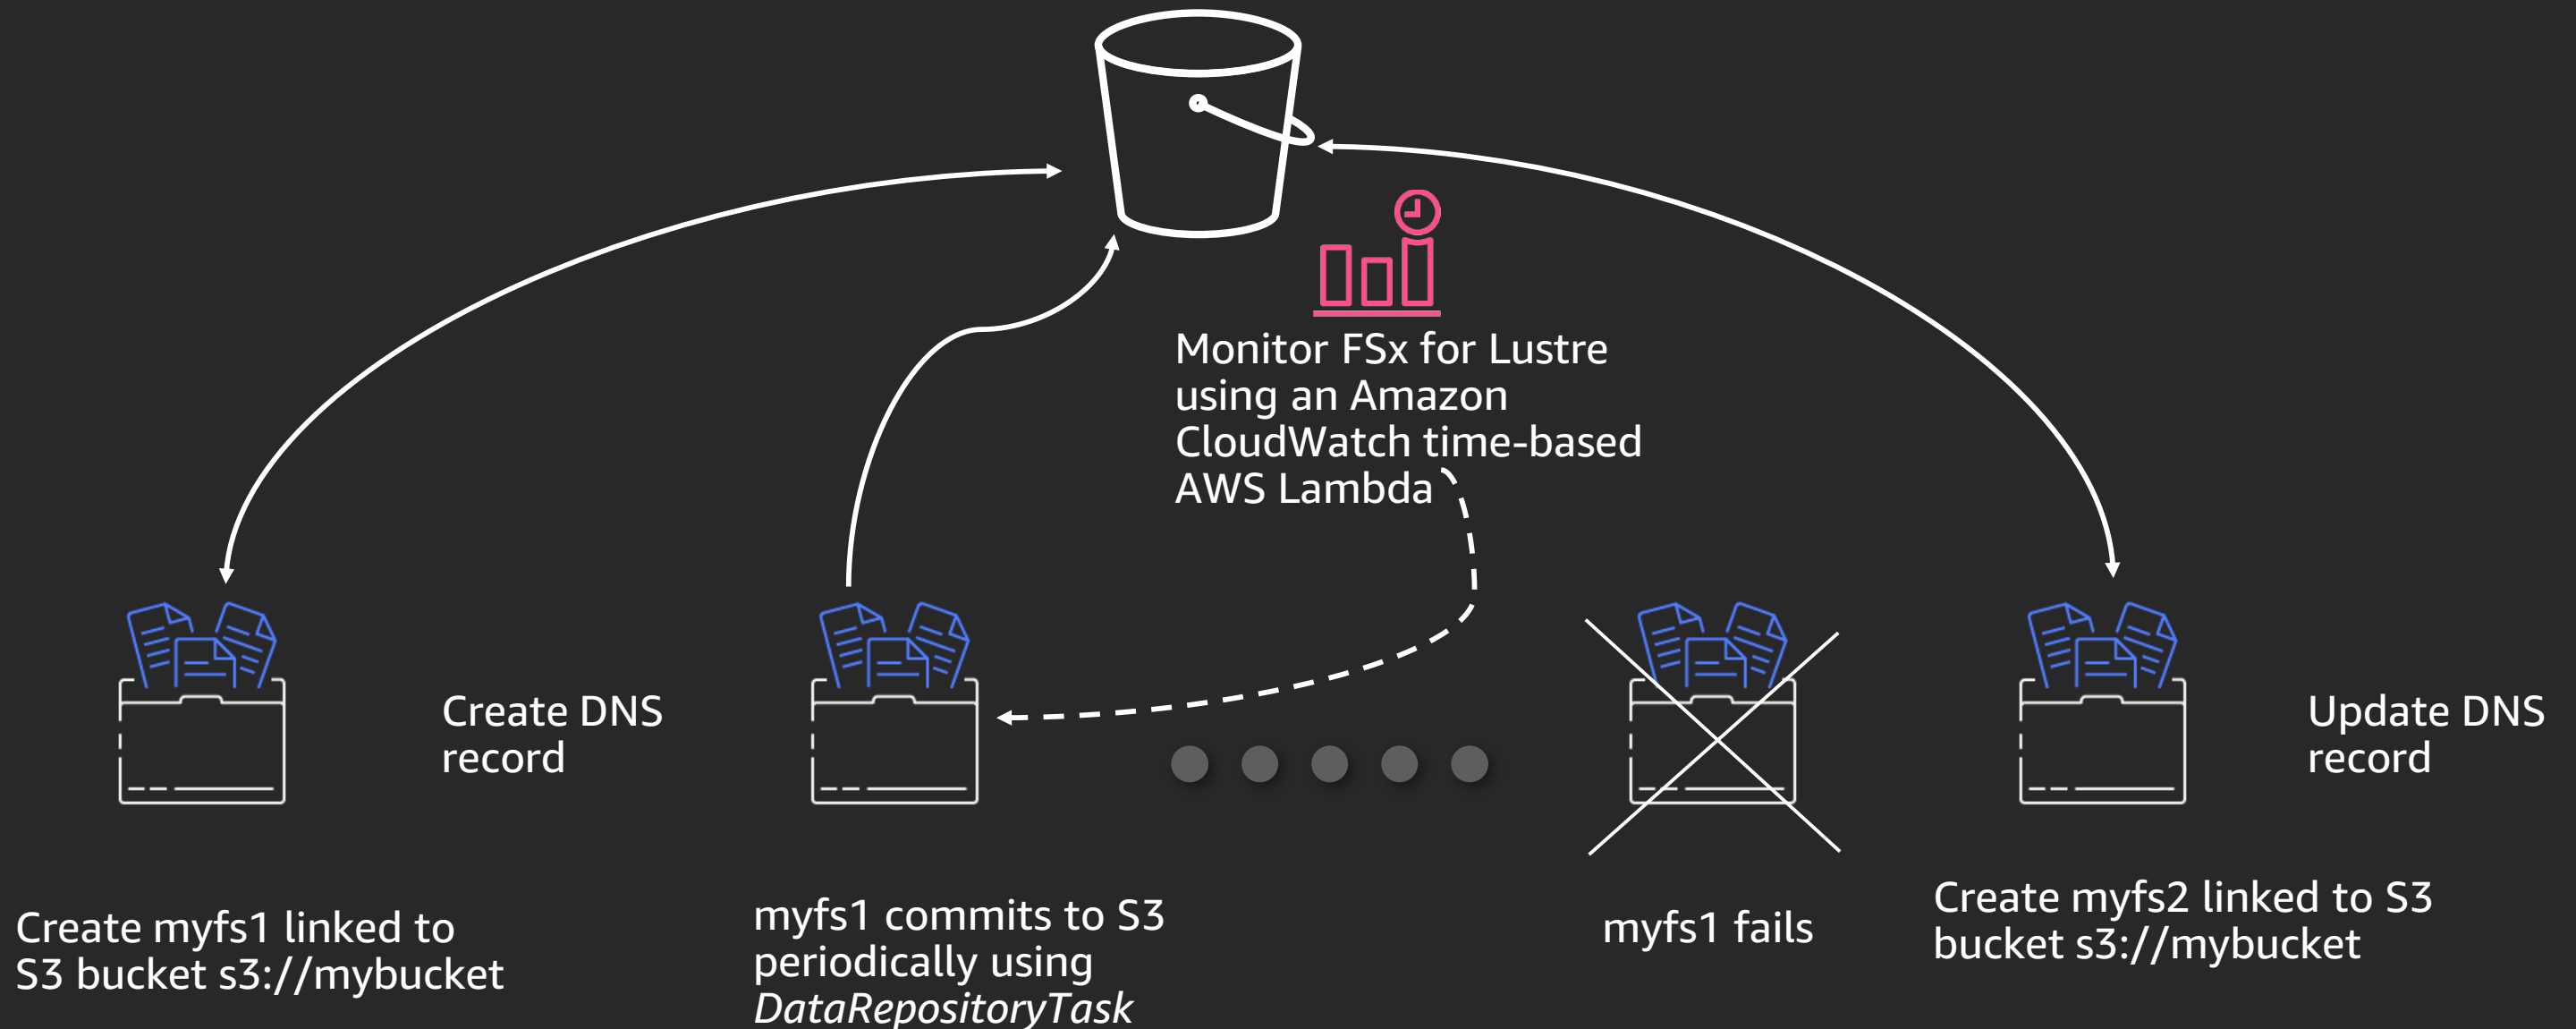 Monitor FSx for Lustre
using an Amazon
CloudWatch time-based
AWS Lambda
Create DNS
record
Update DNS
record
Create myfs1 linked to
S3 bucket s3://mybucket
myfs1 commits to S3
periodically using
DataRepositoryTask
myfs1 fails
Create myfs2 linked to S3
bucket s3://mybucket